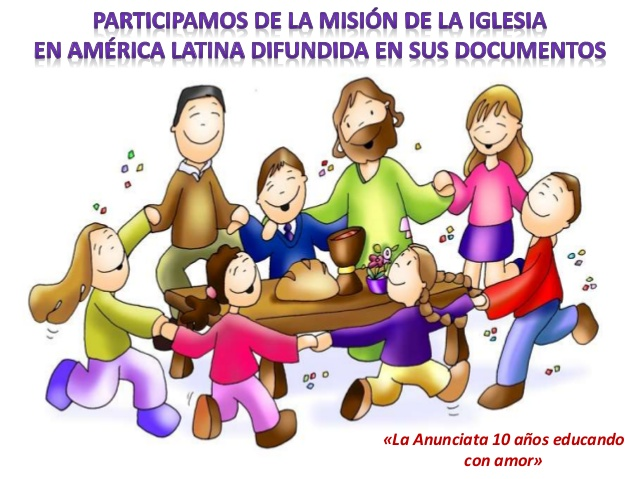 PARTICIPAMOS DE LA MISIÓN DE LA IGLESIA
EN AMÉRICA LATINA DIFUNDIDA EN SUS DOCUMENTOS
«La Anunciata 10 años educando
con amor»